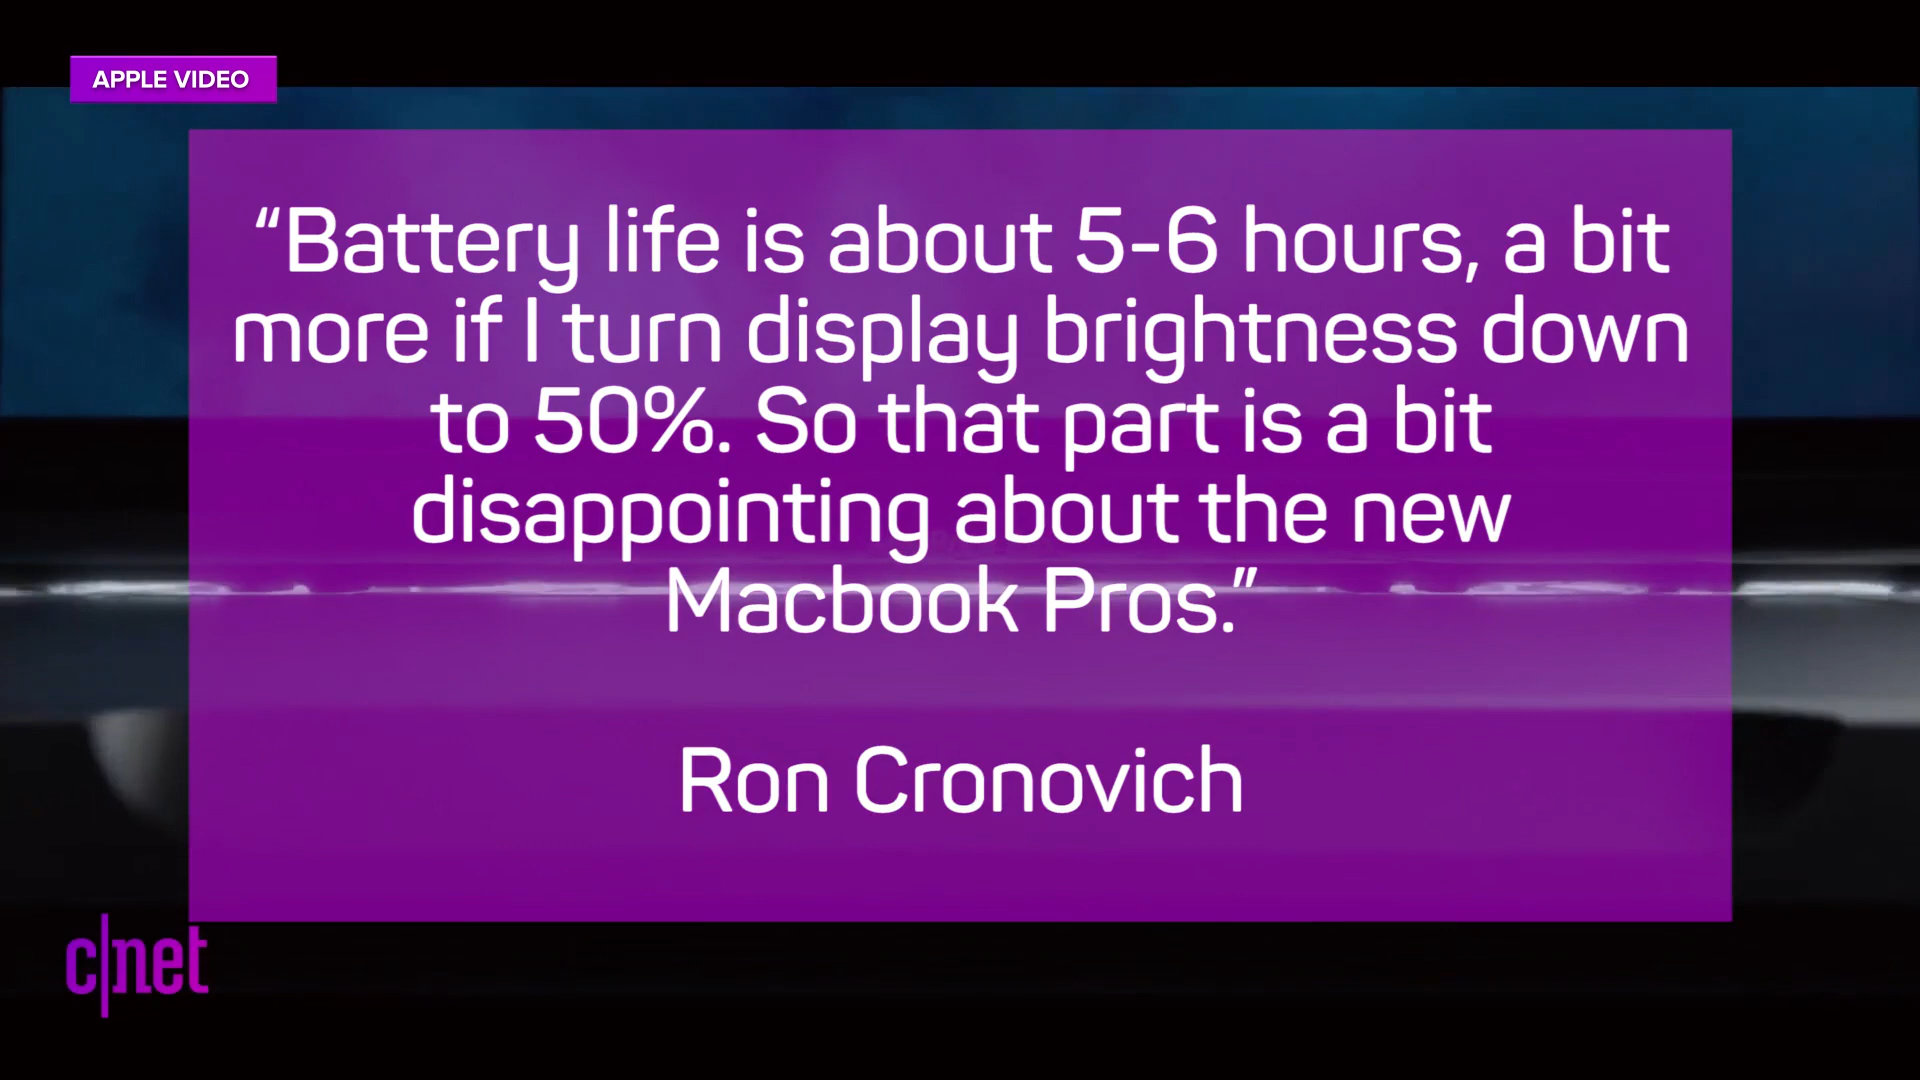 APPLE VIDEO
“Battery life is about 5-6 hours, a bit
more if I turn display brightness down
to 50%. So that part is a bit
disappointing about the new
Macbook Pros.”
Ron Cronovich
c|net